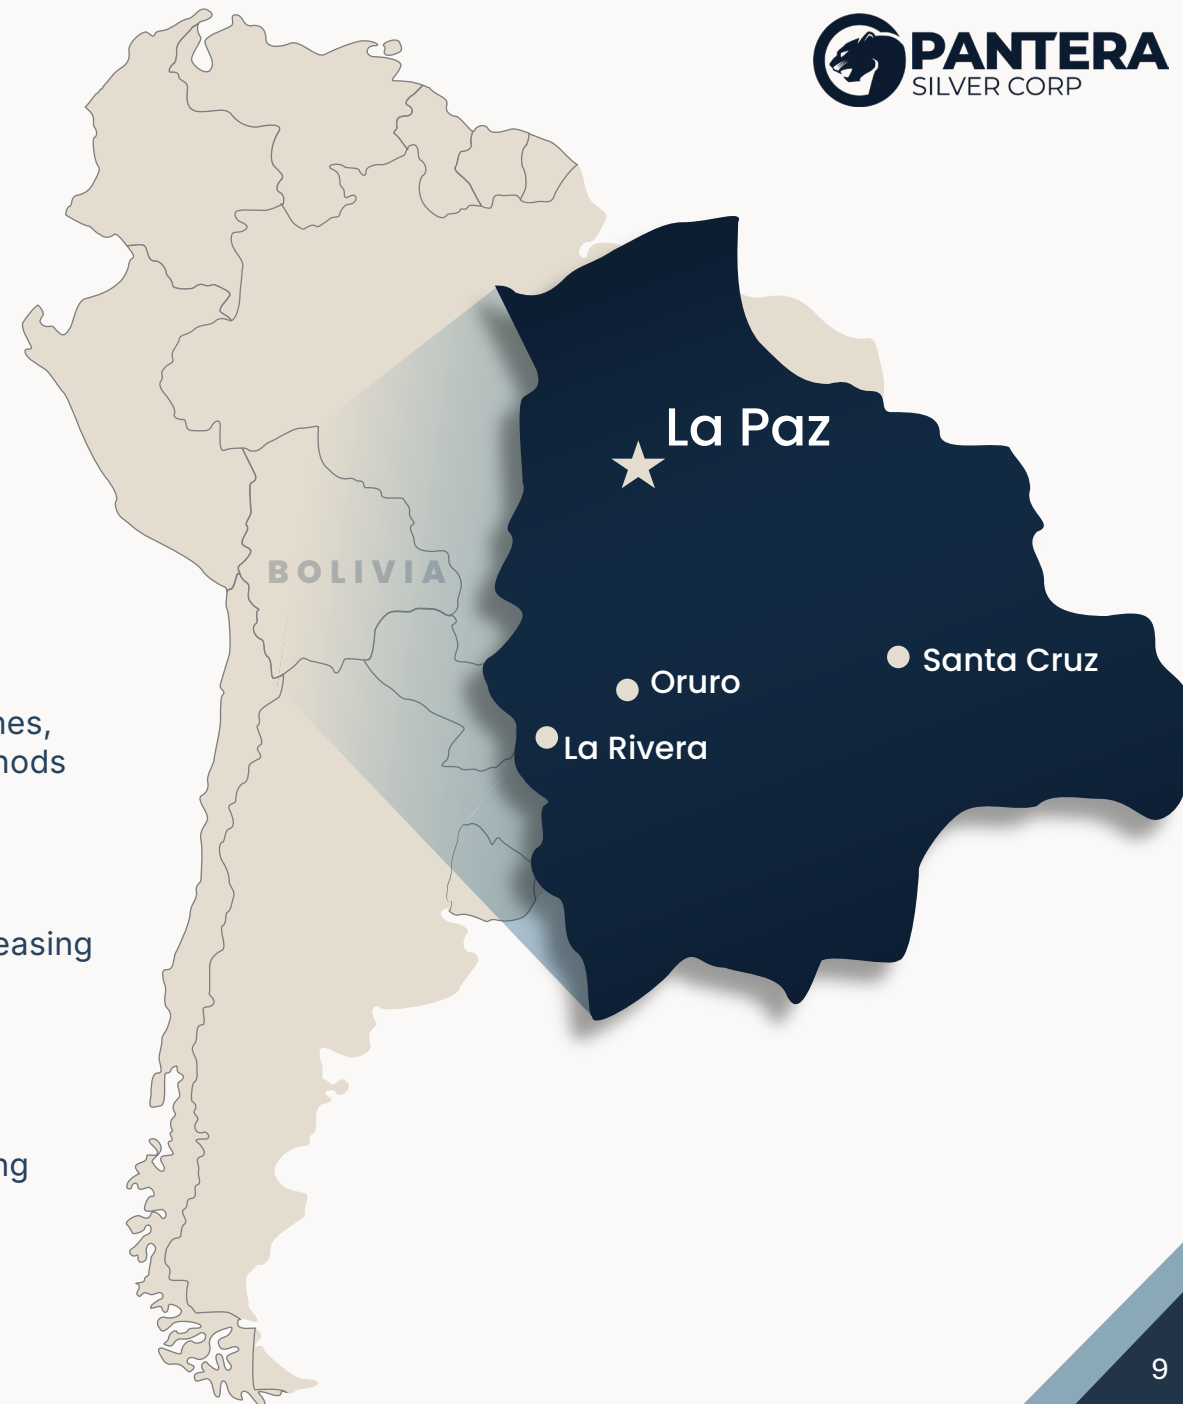 PANTERA
SILVER CORP
La Paz
BOLIVIA
Santa Cruz
Oruro
La Rivera
9